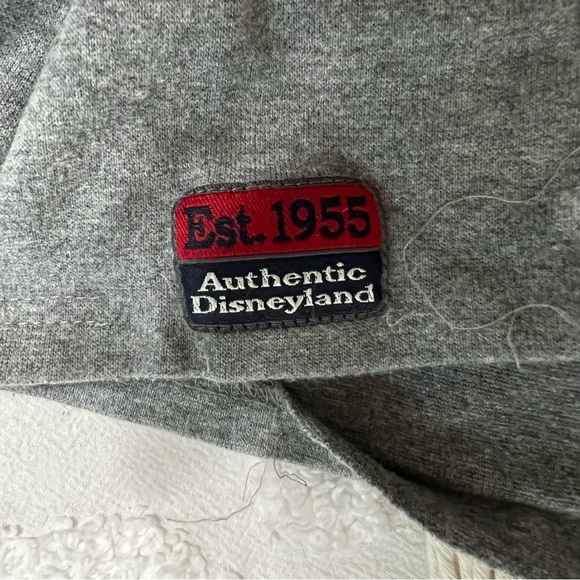 Est. 1955
Authentic
Disneyland